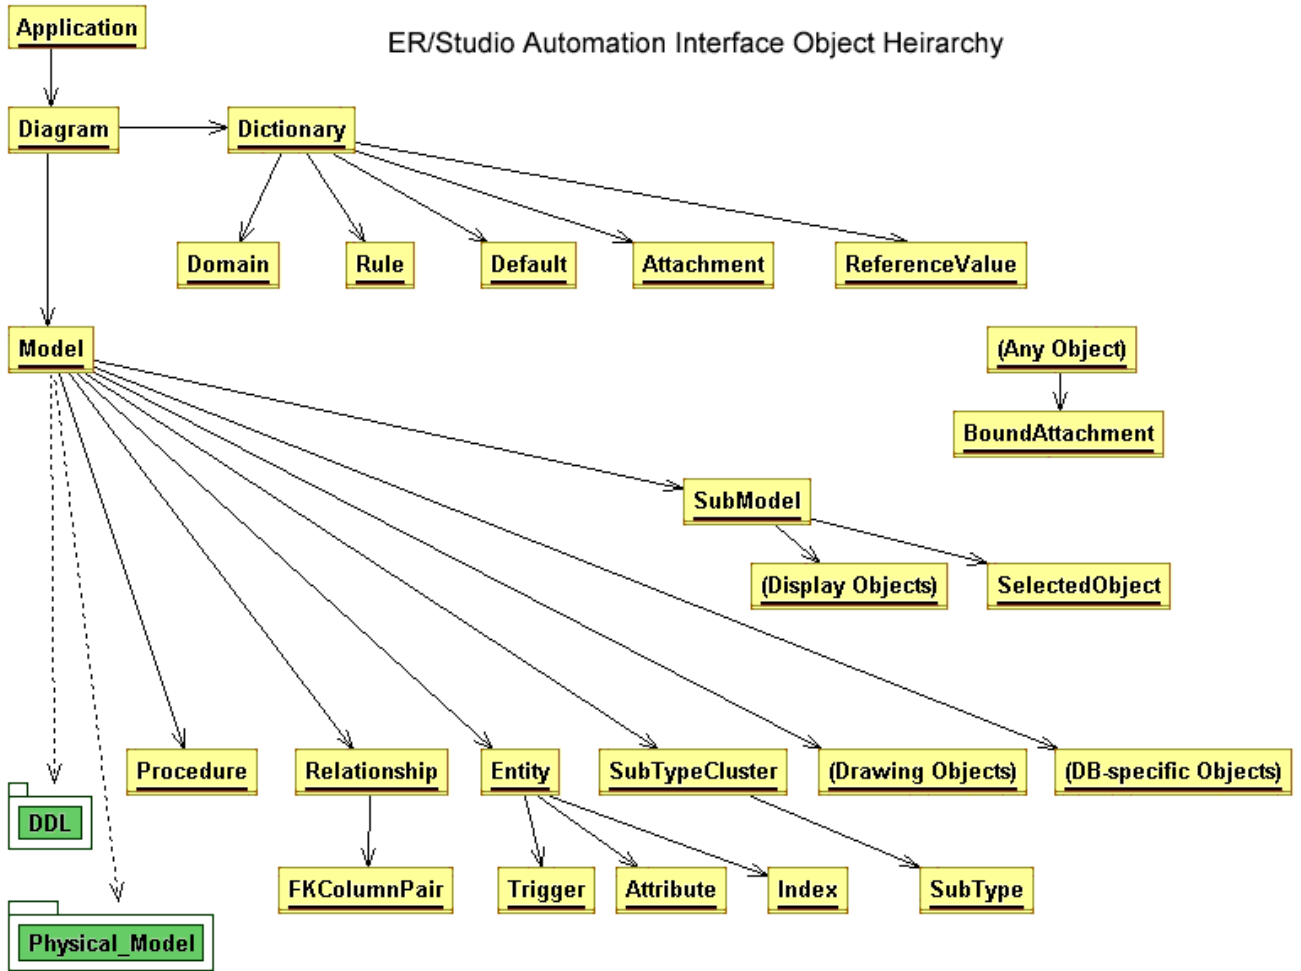 Application
ER/Studio Automation Interface Object Heirarchy
Diagram
Dictionary
Domain
Rule
Default
Attachment
ReferenceValue
Model
(Any Object)
BoundAttachment
SubModel
(Display Objects)
SelectedObject
Procedure
Relationship
Entity
SubTypeCluster
(Drawing Objects)
(DB-specific Objects)
DDL
FKColumnPair
Trigger
Attribute
Index
SubType
Physical_Model